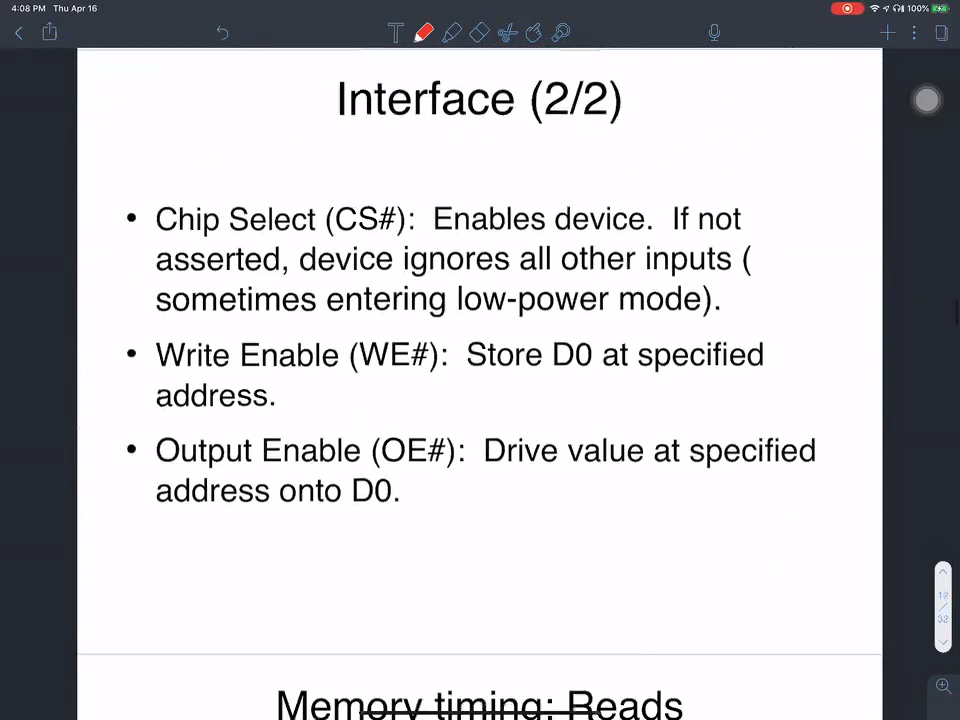 4:08 PM Thu Apr 16
100%
Interface (2/2)
• Chip Select (CS#): Enables device. If not
asserted, device ignores all other inputs (
sometimes entering low-power mode).
• Write Enable (WE#): Store D0 at specified
address.
• Output Enable (OE#): Drive value at specified
address onto D0.
12
/
32
Memory timing: Reads